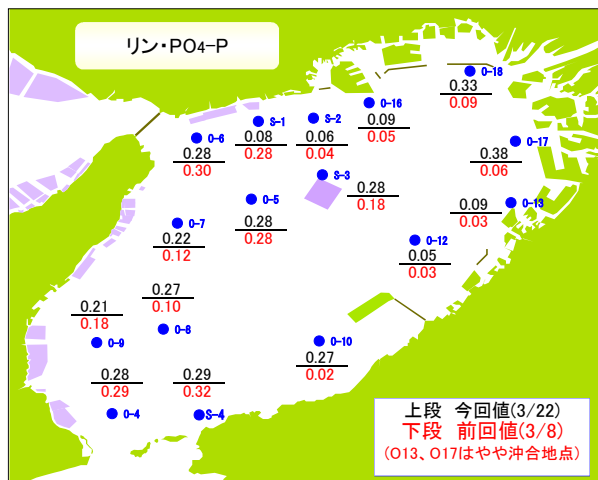 リン・PO4-P
O-18
0.33
0.09
O-16
0.09
0.05
S-1
0.08
0.28
S-2
0.06
0.04
O-6
0.28
0.30
O-17
0.38
0.06
S-3
0.28
0.18
O-5
0.28
0.28
O-13
0.09
0.03
O-7
0.22
0.12
O-12
0.05
0.03
0.27
0.10
O-8
0.21
0.18
O-9
O-10
0.27
0.02
0.28
0.29
O-4
0.29
0.32
S-4
上段 今回値(3/22)
下段 前回値(3/8)
(O13、O17はやや沖合地点)